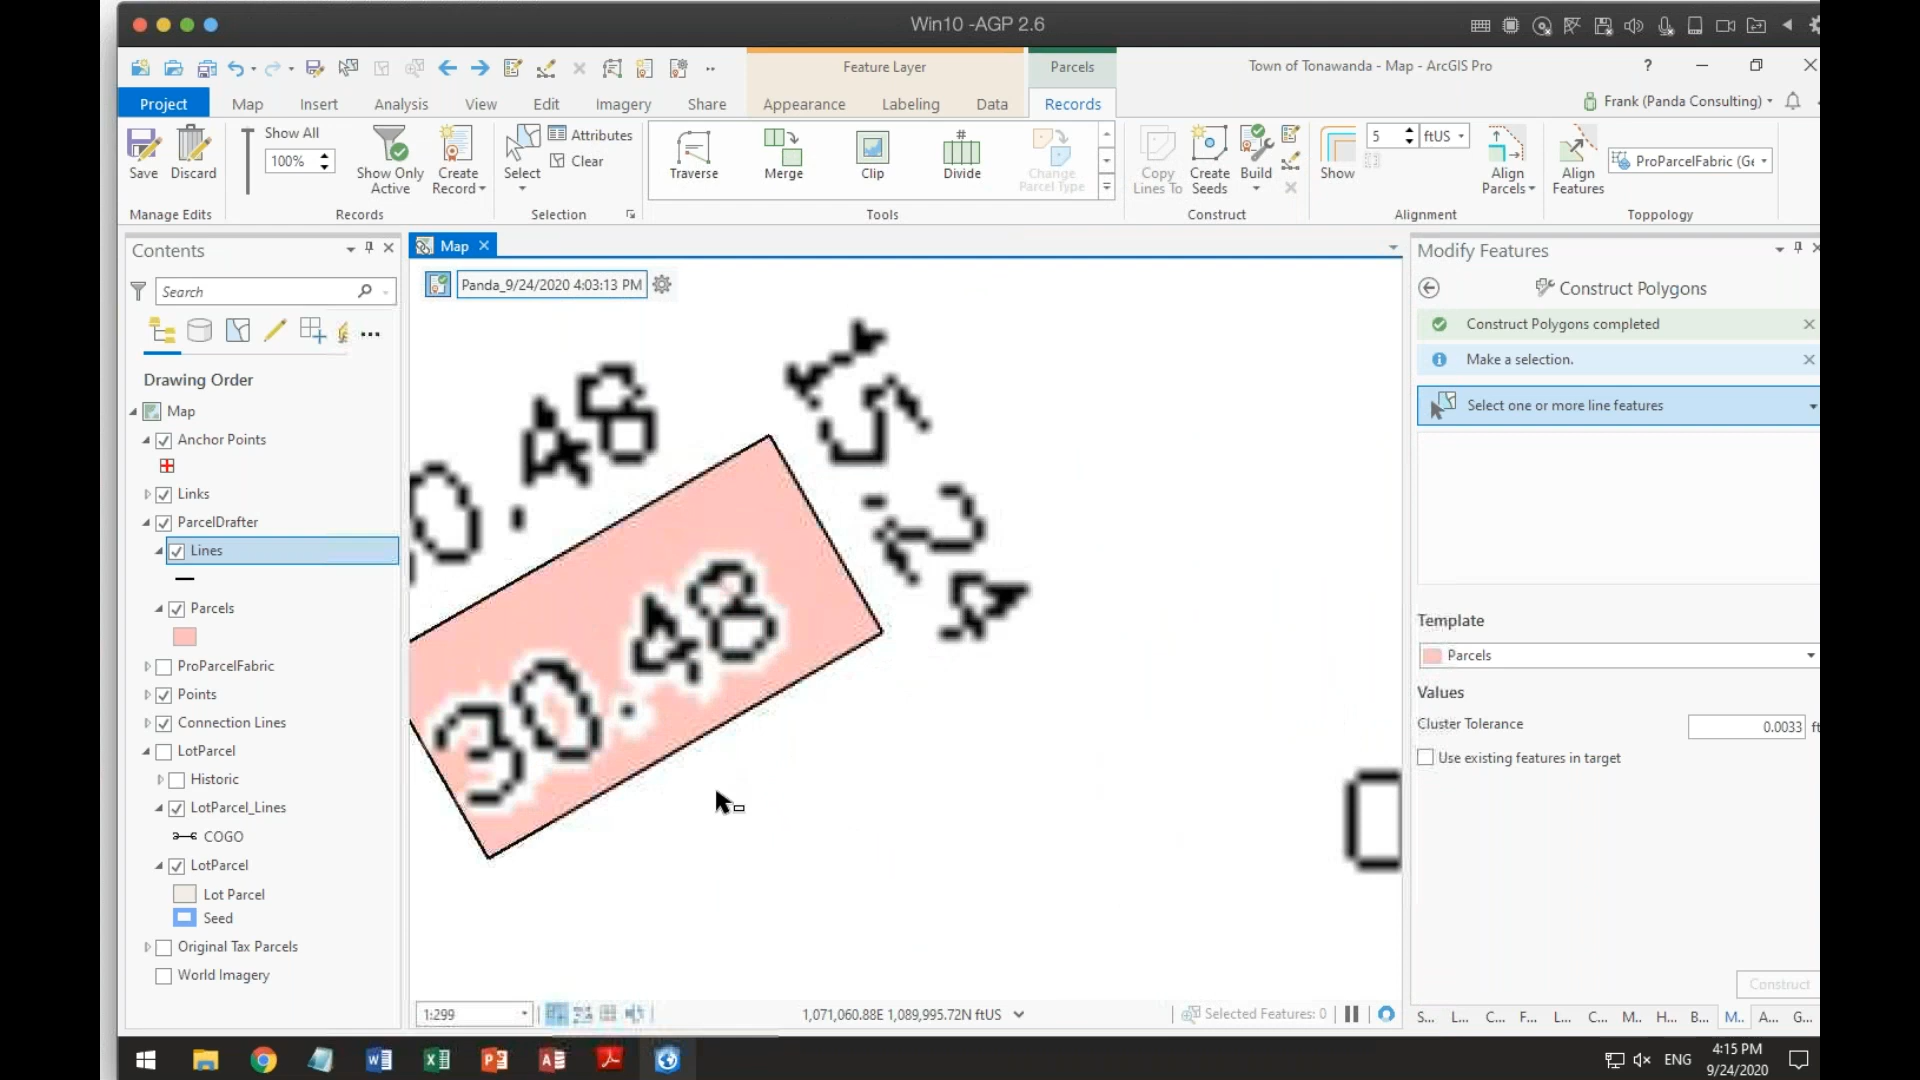 Win10 -AGP 2.6
Feature Layer
Parcels
Town of Tonawanda - Map - ArcGIS Pro
?
Project
Map
Insert
Analysis
View
Edit
Imagery
Share
Appearance
Labeling
Data
Records
Frank (Panda Consulting)
Save
Discard
Manage Edits
Show All
100%
Show Only Active
Create Record
Records
Select
Attributes
Clear
Selection
Traverse
Merge
Clip
Divide
Change Parcel Type
Tools
Copy Lines To
Create Seeds
Build
Construct
Show
5
ftUS
Align Parcels
Alignment
Align Features
ProParcelFabric (Ge
Toppology
Contents
Search
Drawing Order
Map
Anchor Points
Links
ParcelDrafter
Lines
Parcels
ProParcelFabric
Points
Connection Lines
LotParcel
Historic
LotParcel_Lines
COGO
LotParcel
Lot Parcel
Seed
Original Tax Parcels
World Imagery
Map
Panda_9/24/2020 4:03:13 PM
0.48
15.24
30.48
1:299
1,071,060.88E 1,089,995.72N ftUS
Selected Features: 0
Modify Features
Construct Polygons
Construct Polygons completed
Make a selection.
Select one or more line features
Template
Parcels
Values
Cluster Tolerance
0.0033
ft
Use existing features in target
Construct
S...
L...
C...
F...
L...
C...
M..
H...
B...
M..
A...
G...
ENG
4:15 PM
9/24/2020